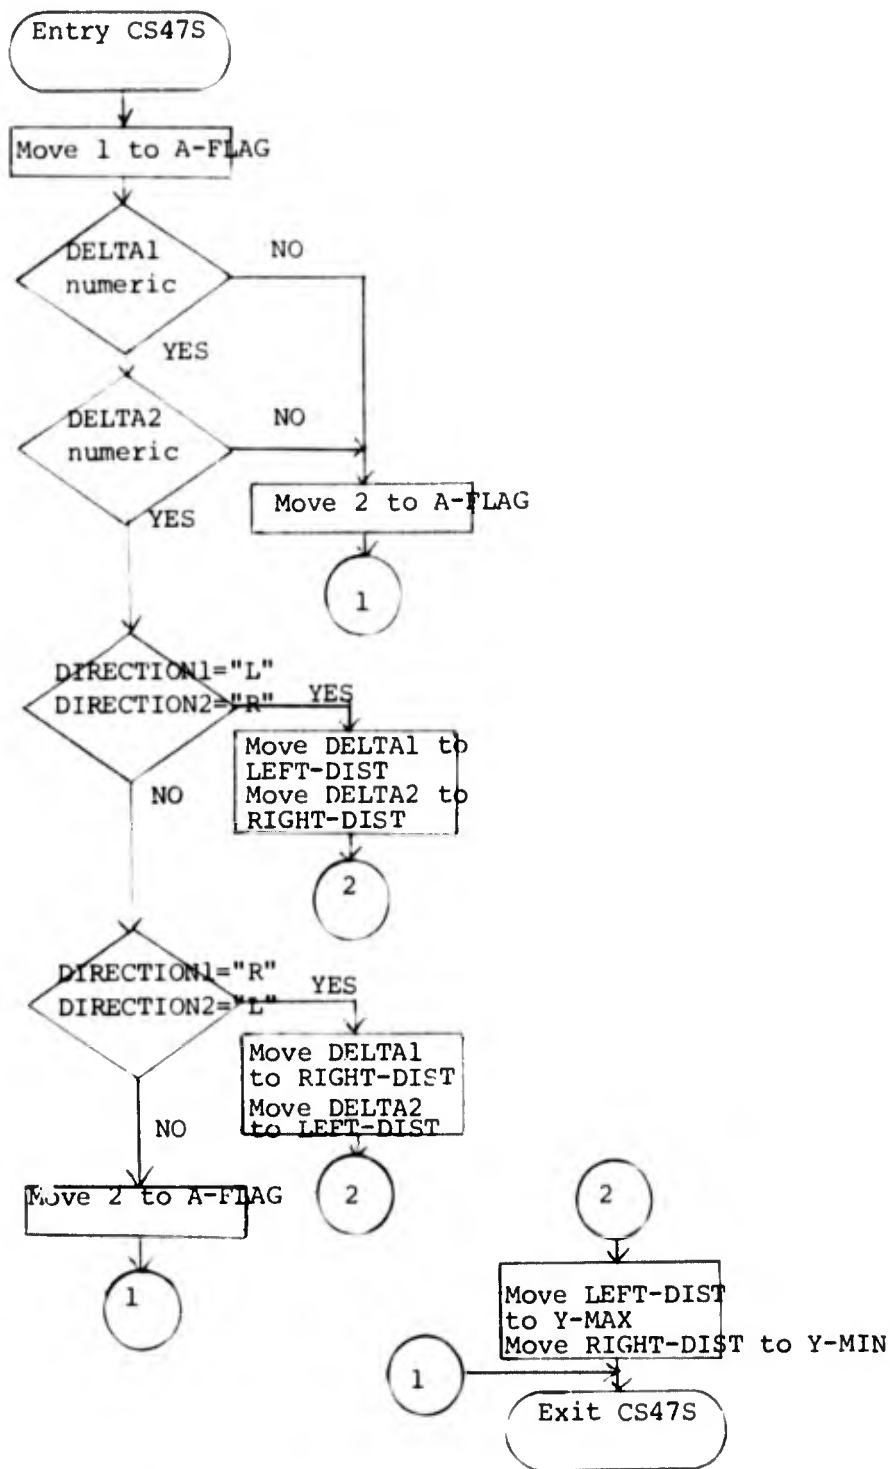 Entry CS47S
Move 1 to A-FLAG
DELTA1
numeric
NO
YES
DELTA2
numeric
NO
YES
Move 2 to A-FLAG
1
DIRECTION1="L"
DIRECTION2="R"
YES
NO
Move DELTA1 to
LEFT-DIST
Move DELTA2 to
RIGHT-DIST
2
DIRECTION1="R"
DIRECTION2="L"
YES
NO
Move DELTA1
to RIGHT-DIST
Move DELTA2
to LEFT-DIST
2
Move 2 to A-FLAG
1
2
Move LEFT-DIST
to Y-MAX
Move RIGHT-DIST to Y-MIN
1
Exit CS47S